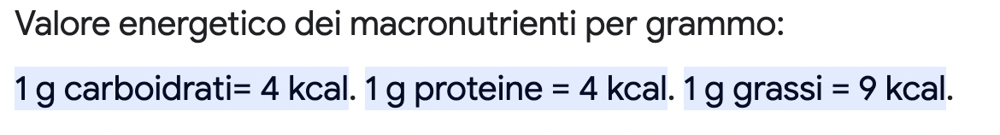 Valore energetico dei macronutrienti per grammo:
1 g carboidrati= 4 kcal. 1 g proteine = 4 kcal. 1 g grassi = 9 kcal.